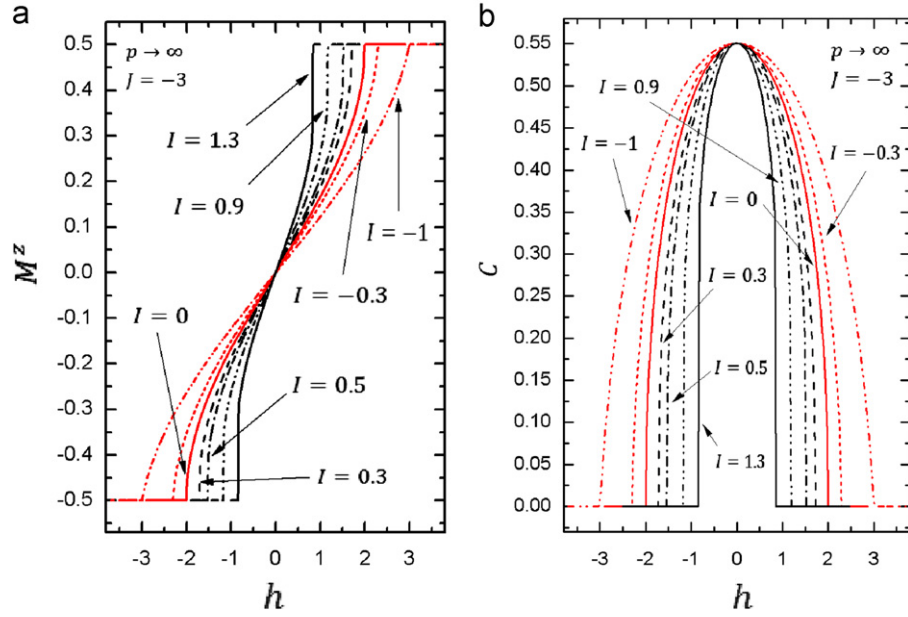 a
p → ∞
J = −3
I = 1.3
I = 0.9
I = −1
I = 0
I = −0.3
I = 0.5
I = 0.3
0.5
0.4
0.3
0.2
0.1
0.0
-0.1
-0.2
-0.3
-0.4
-0.5
M^z
-3 -2 -1 0 1 2 3
h
b
p → ∞
J = −3
I = 0.9
I = −1
I = −0.3
I = 0
I = 0.3
I = 0.5
I = 1.3
0.55
0.50
0.45
0.40
0.35
0.30
0.25
0.20
0.15
0.10
0.05
0.00
C
-3 -2 -1 0 1 2 3
h